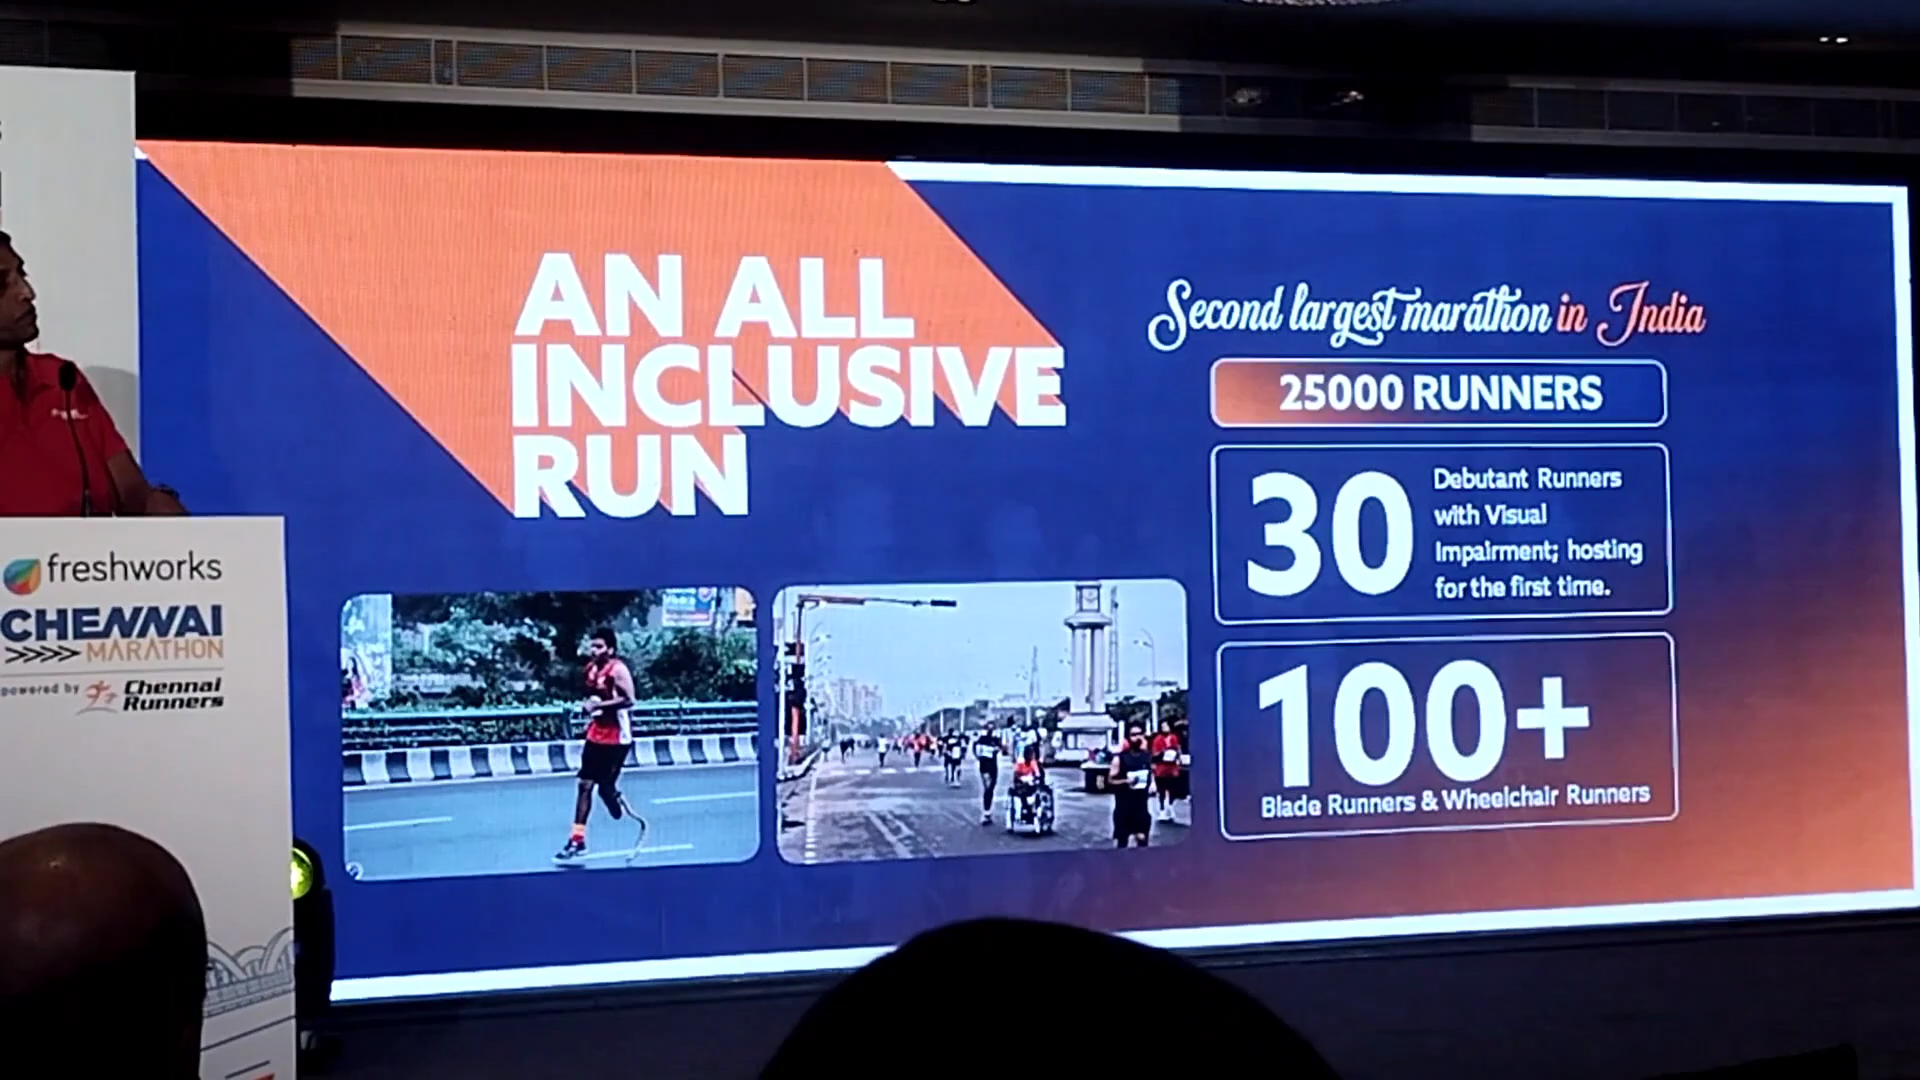 AN ALL
INCLUSIVE
RUN
Second largest marathon in India
25000 RUNNERS
30
Debutant Runners
with Visual
Impairment; hosting
for the first time.
100+
Blade Runners & Wheelchair Runners
freshworks
CHENNAI
MARATHON
powered by Chennai
Runners